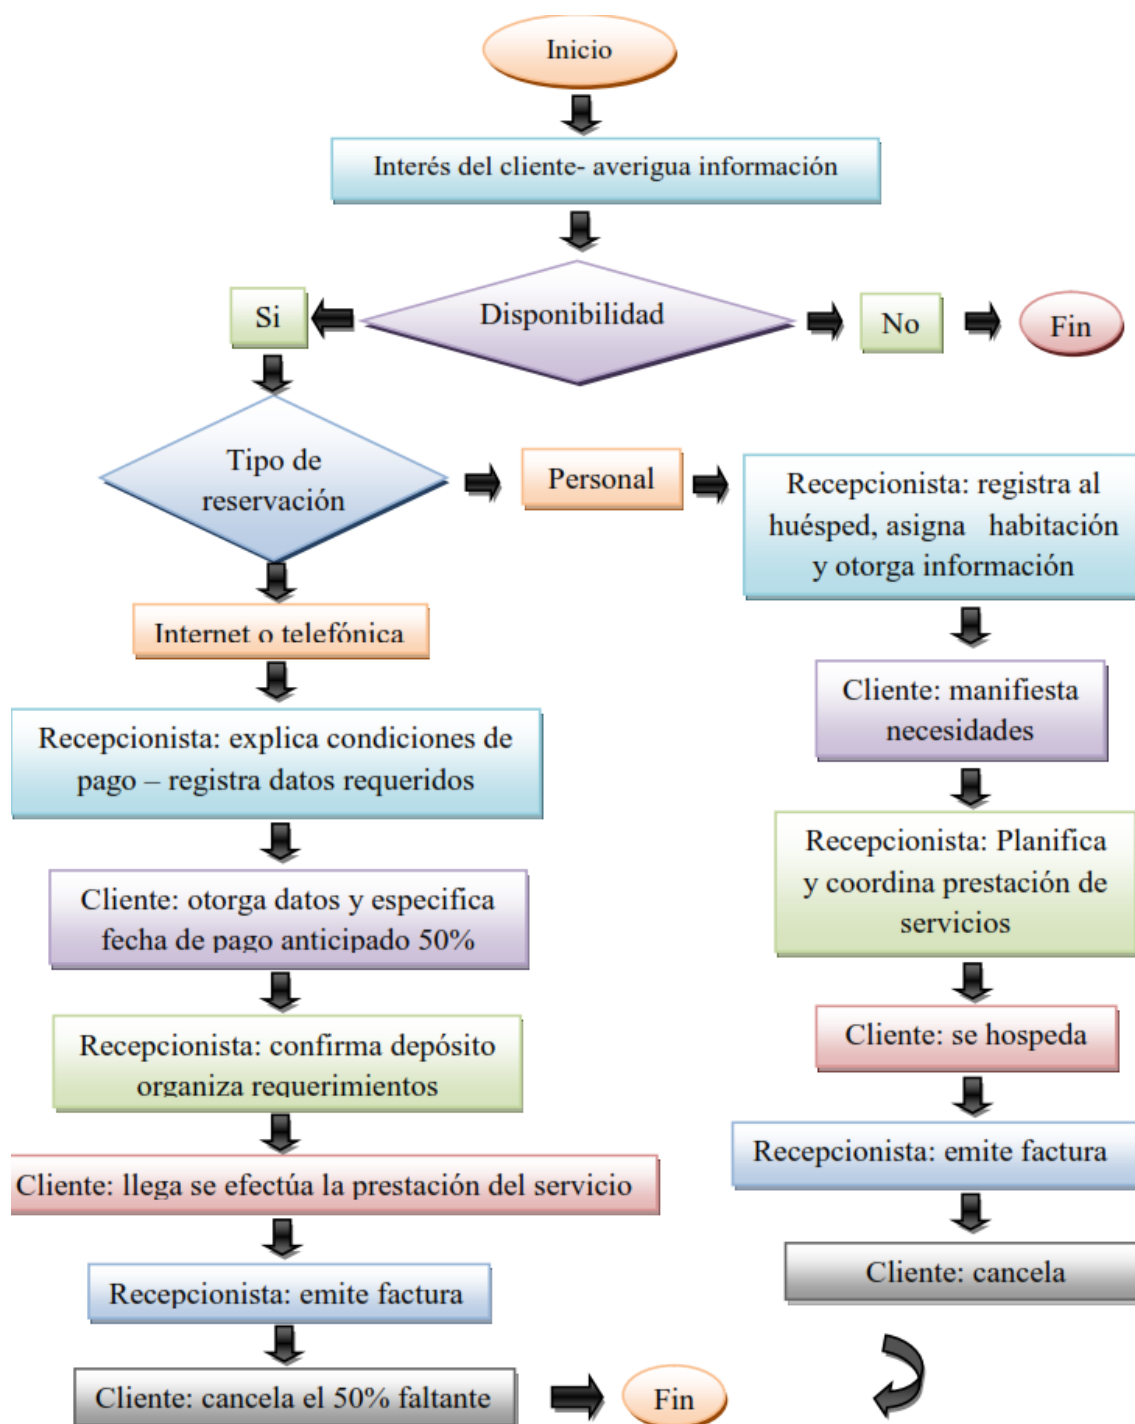 Inicio
Interés del cliente- averigua información
Disponibilidad
Si
No
Fin
Tipo de
reservación
Personal
Recepcionista: registra al
huésped, asigna habitación
y otorga información
Internet o telefónica
Cliente: manifiesta
necesidades
Recepcionista: explica condiciones de
pago – registra datos requeridos
Recepcionista: Planifica
y coordina prestación de
servicios
Cliente: otorga datos y especifica
fecha de pago anticipado 50%
Cliente: se hospeda
Recepcionista: confirma depósito
organiza requerimientos
Recepcionista: emite factura
Cliente: llega se efectúa la prestación del servicio
Cliente: cancela
Recepcionista: emite factura
Cliente: cancela el 50% faltante
Fin